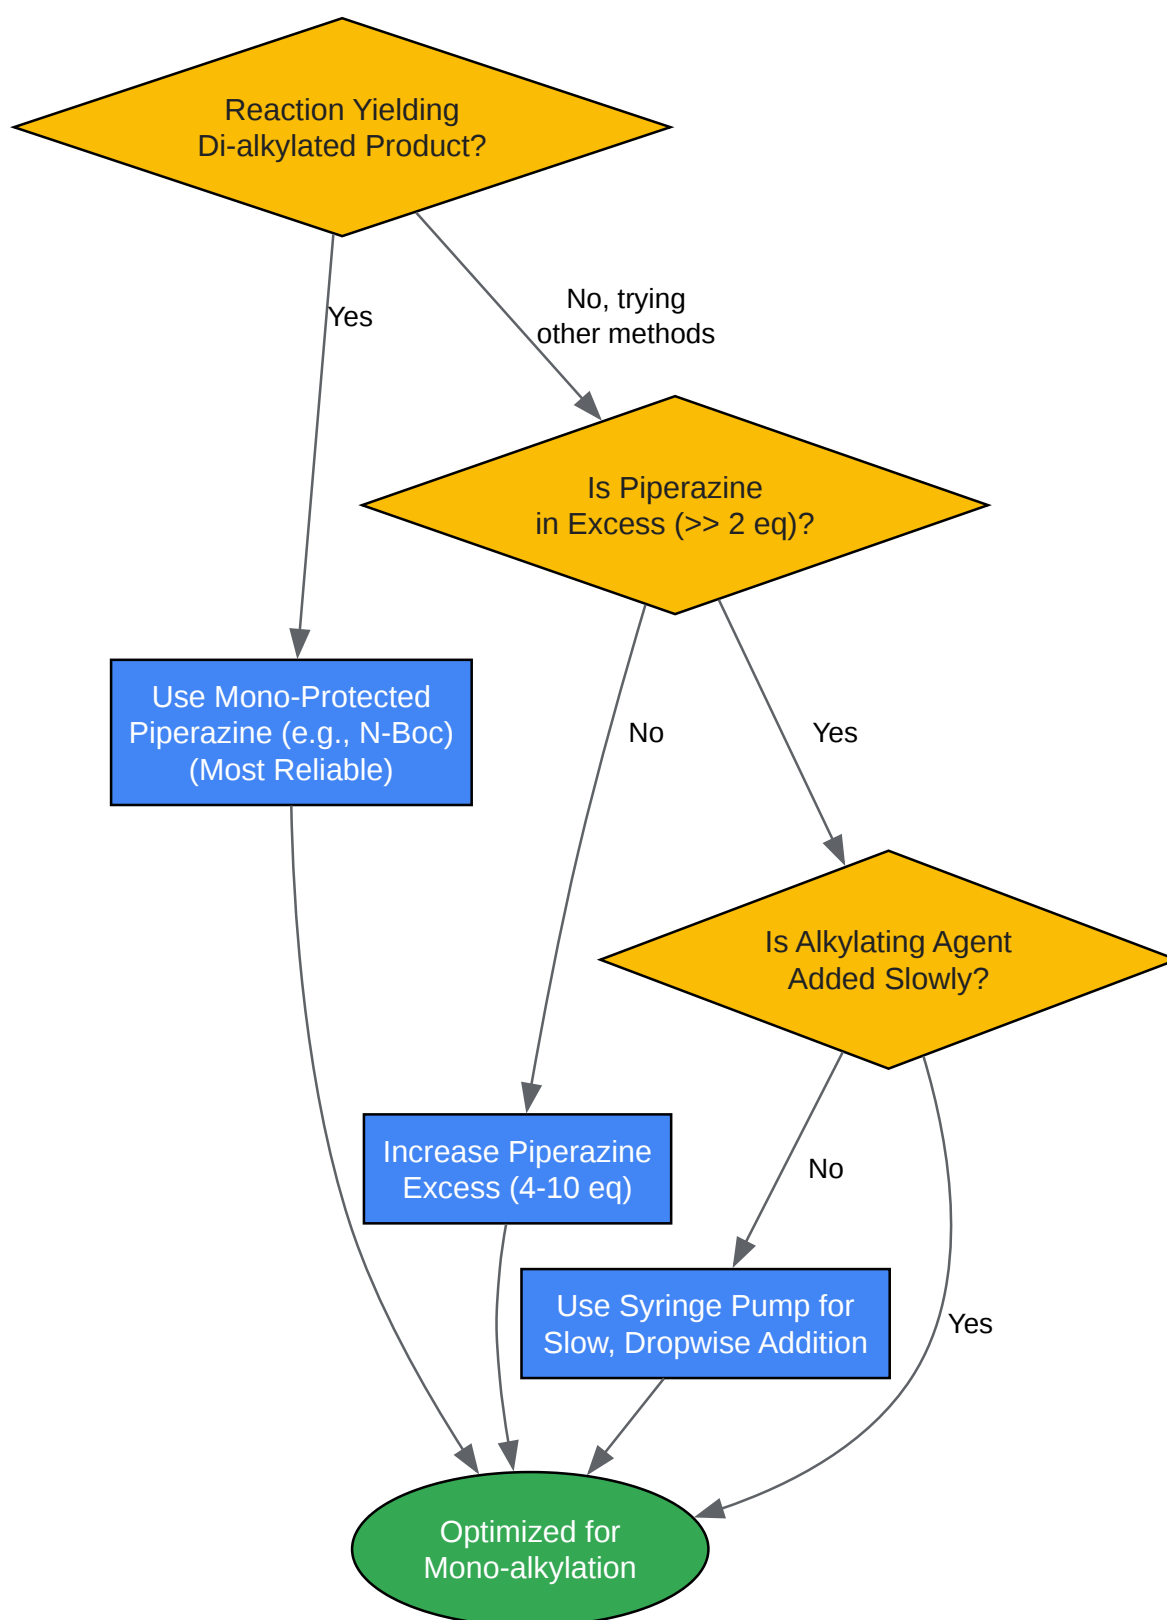 Reaction Yielding
Di-alkylated Product?
Yes
No, trying
other methods
Is Piperazine
in Excess (>> 2 eq)?
Use Mono-Protected
Piperazine (e.g., N-Boc)
(Most Reliable)
No
Yes
Is Alkylating Agent
Added Slowly?
Increase Piperazine
Excess (4-10 eq)
No
Use Syringe Pump for
Slow, Dropwise Addition
Yes
Optimized for
Mono-alkylation